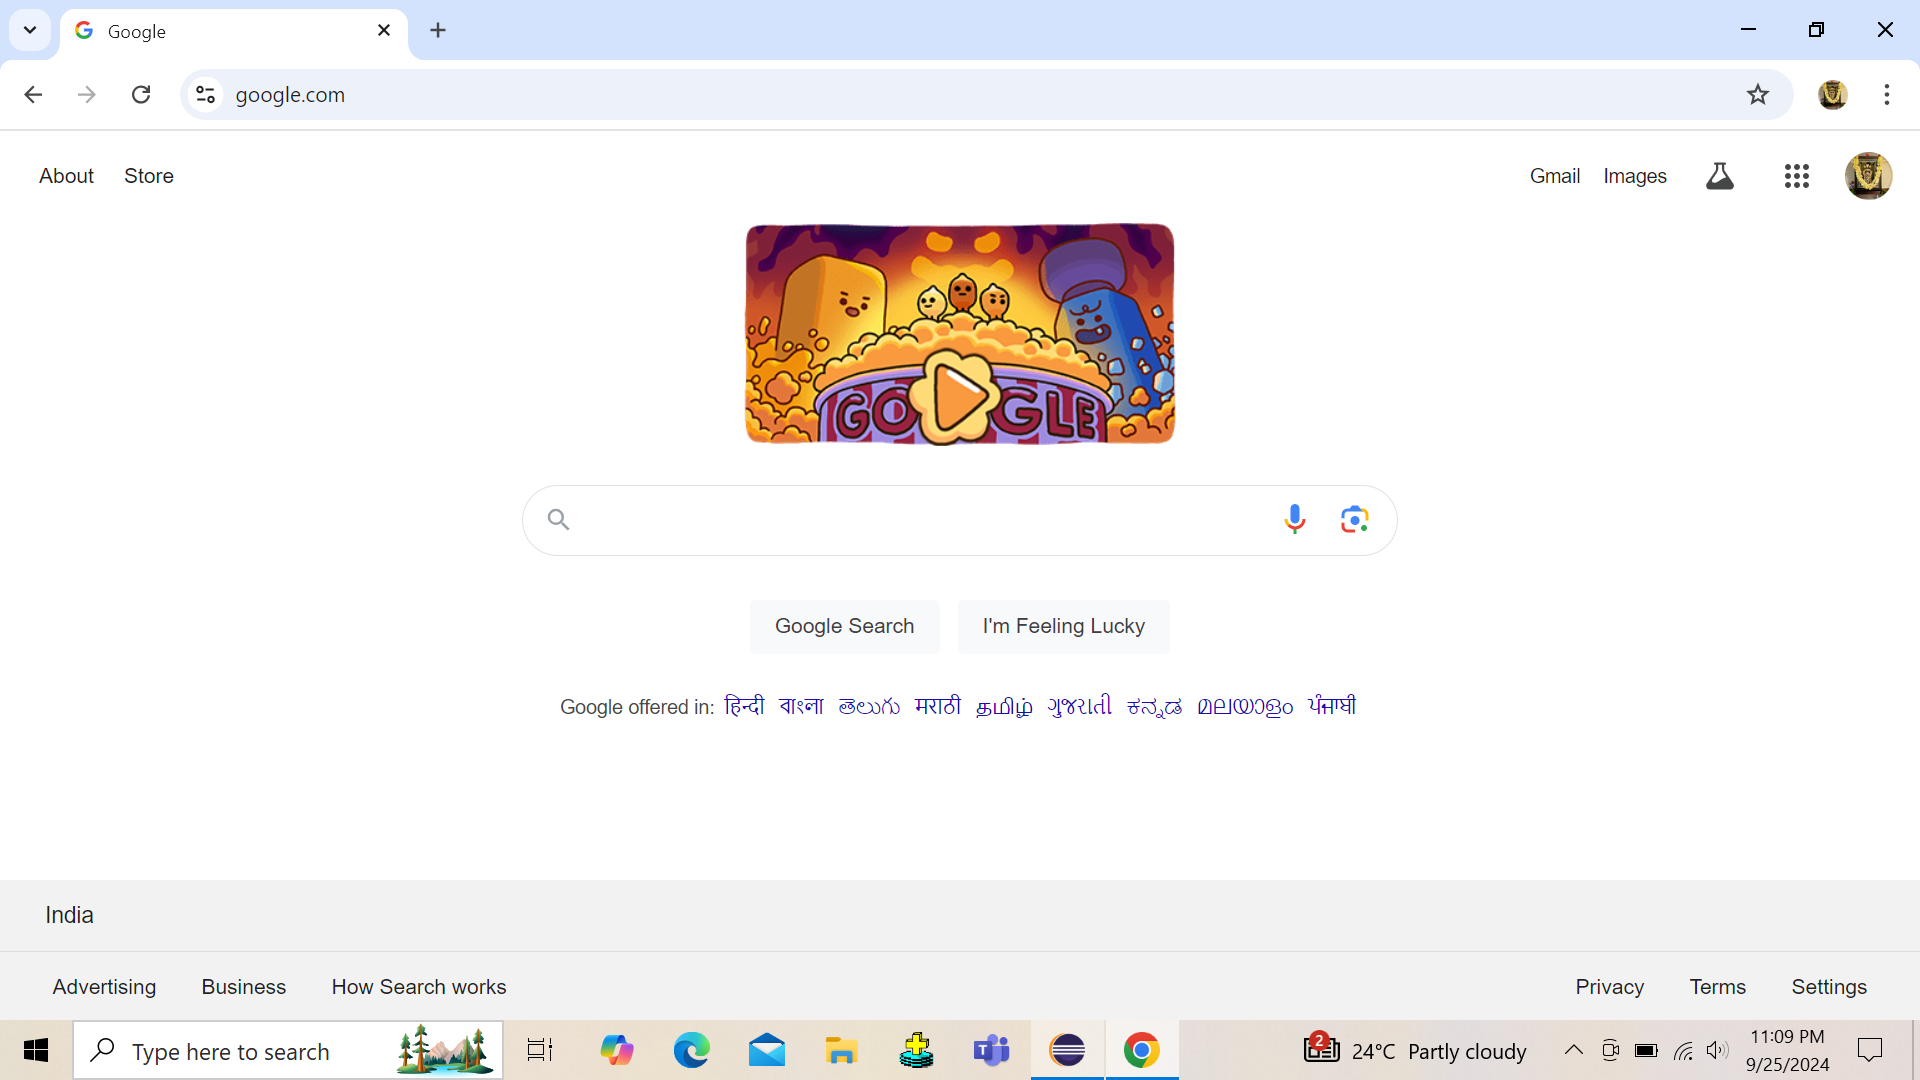 Google
google.com
About Store
Gmail Images
GO GLE
Google Search I'm Feeling Lucky
Google offered in: हिन्दी বাংলা తెలుగు मराठी தமிழ் ગુજરાતી ಕನ್ನಡ മലയാളം ਪੰਜਾਬੀ
India
Advertising Business How Search works
Privacy Terms Settings
Type here to search
2
24°C Partly cloudy
11:09 PM
9/25/2024